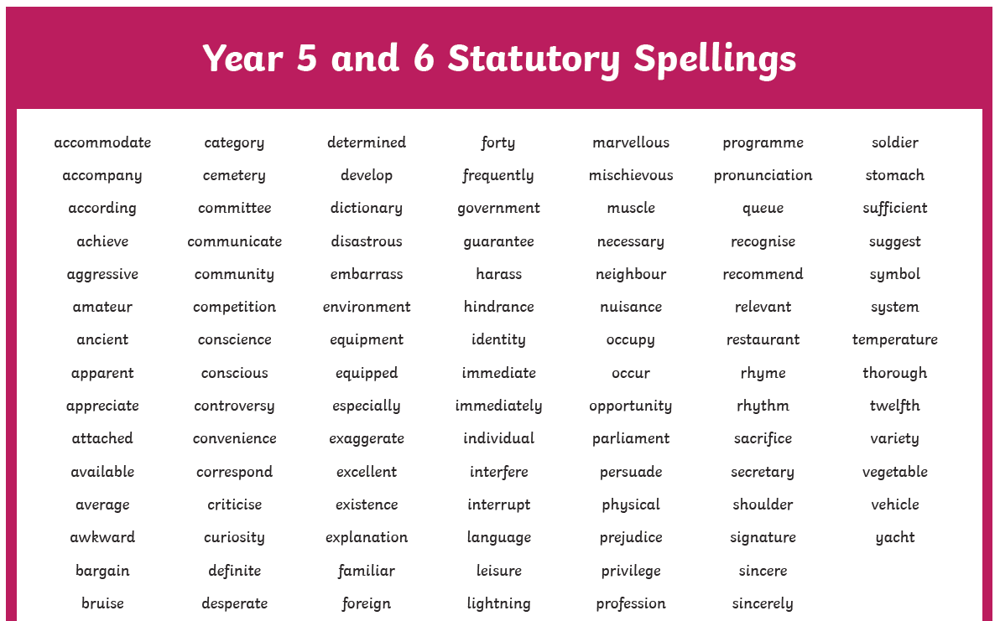 Year 5 and 6 Statutory Spellings
accommodate category determined forty marvellous programme soldier
accompany cemetery develop frequently mischievous pronunciation stomach
according committee dictionary government muscle queue sufficient
achieve communicate disastrous guarantee necessary recognise suggest
aggressive community embarrass harass neighbour recommend symbol
amateur competition environment hindrance nuisance relevant system
ancient conscience equipment identity occupy restaurant temperature
apparent conscious equipped immediate occur rhyme thorough
appreciate controversy especially immediately opportunity rhythm twelfth
attached convenience exaggerate individual parliament sacrifice variety
available correspond excellent interfere persuade secretary vegetable
average criticise existence interrupt physical shoulder vehicle
awkward curiosity explanation language prejudice signature yacht
bargain definite familiar leisure privilege sincere
bruise desperate foreign lightning profession sincerely